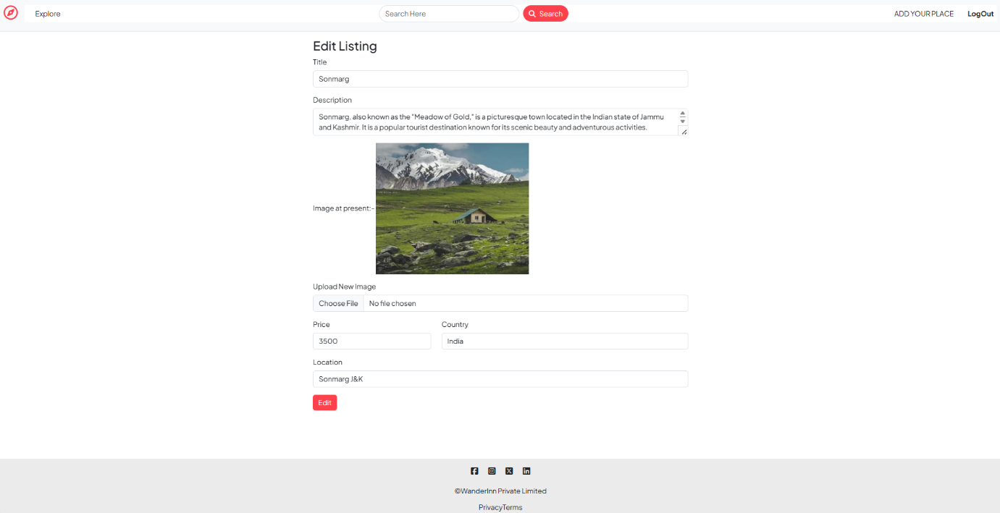 Explore
Search Here
Search
ADD YOUR PLACE
LogOut
Edit Listing
Title
Sonmarg
Description
Sonmarg, also known as the "Meadow of Gold," is a picturesque town located in the Indian state of Jammu
and Kashmir. It is a popular tourist destination known for its scenic beauty and adventurous activities.
Image at present:-
Upload New Image
Choose File No file chosen
Price Country
3500 India
Location
Sonmarg J&K
Edit
©WanderInn Private Limited
PrivacyTerms